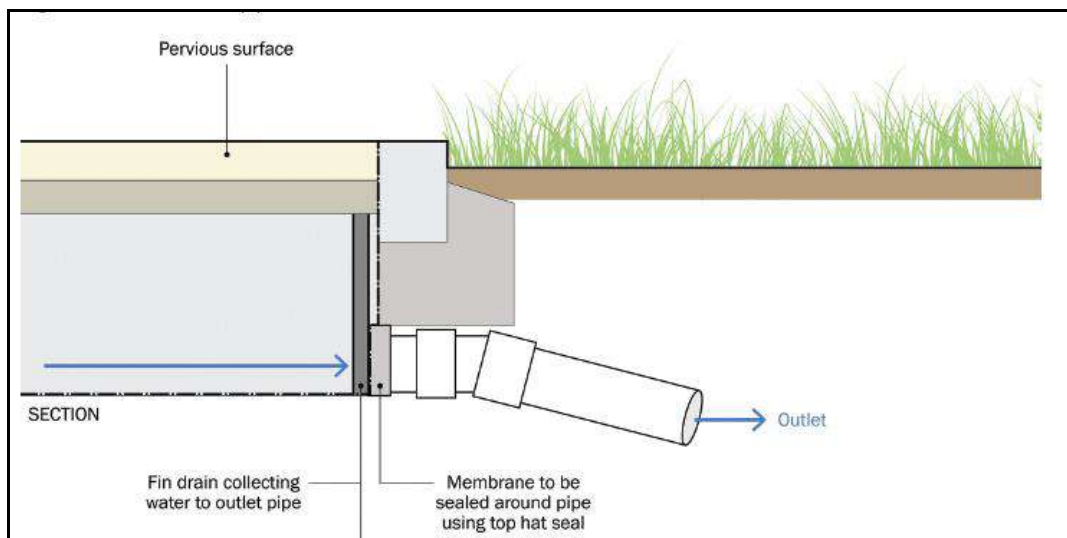 Pervious surface
SECTION
Outlet
Fin drain collecting
water to outlet pipe
Membrane to be
sealed around pipe
using top hat seal